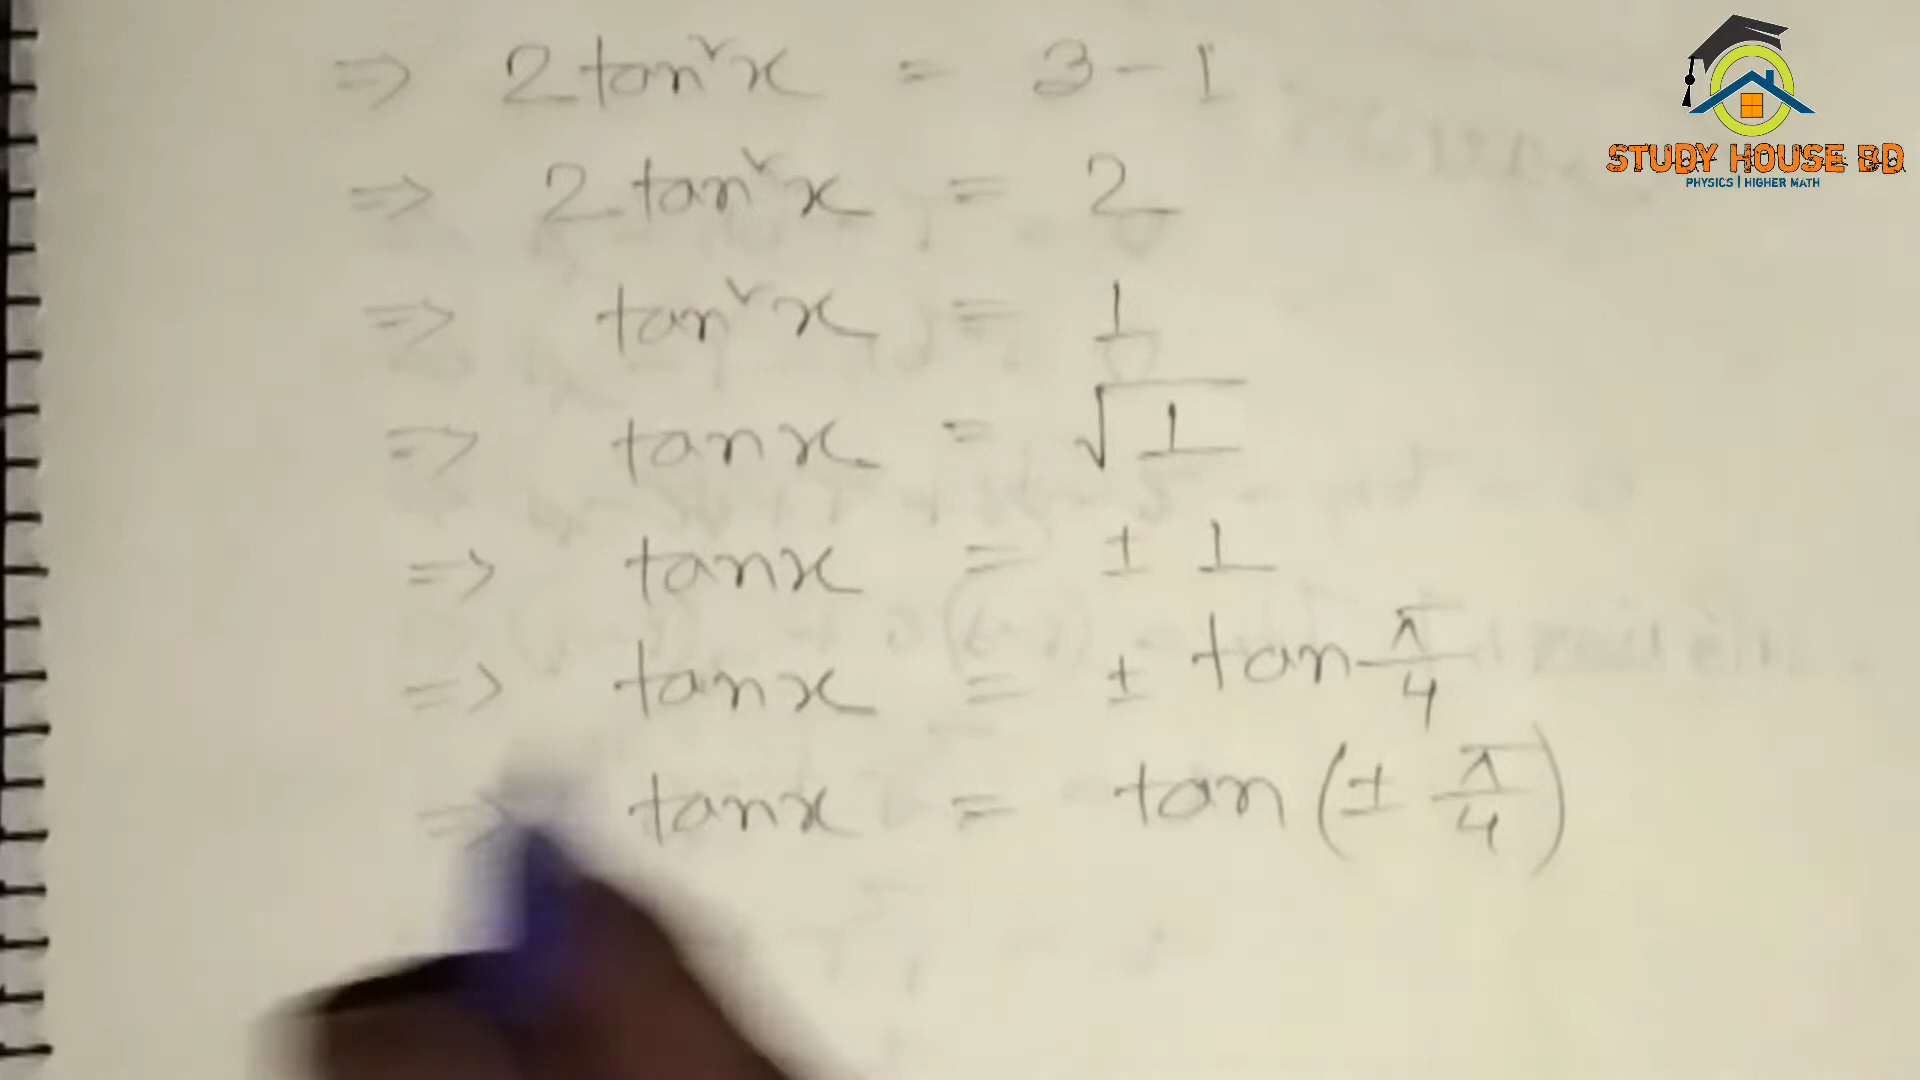 ⇒ 2tan²x = 3-1
⇒ 2tan²x = 2
⇒ tan²x = 1
⇒ tanx = √1
⇒ tanx = ± 1
⇒ tanx = ± tan π/4
⇒ tanx = tan (± π/4)
STUDY HOUSE BD
PHYSICS | HIGHER MATH